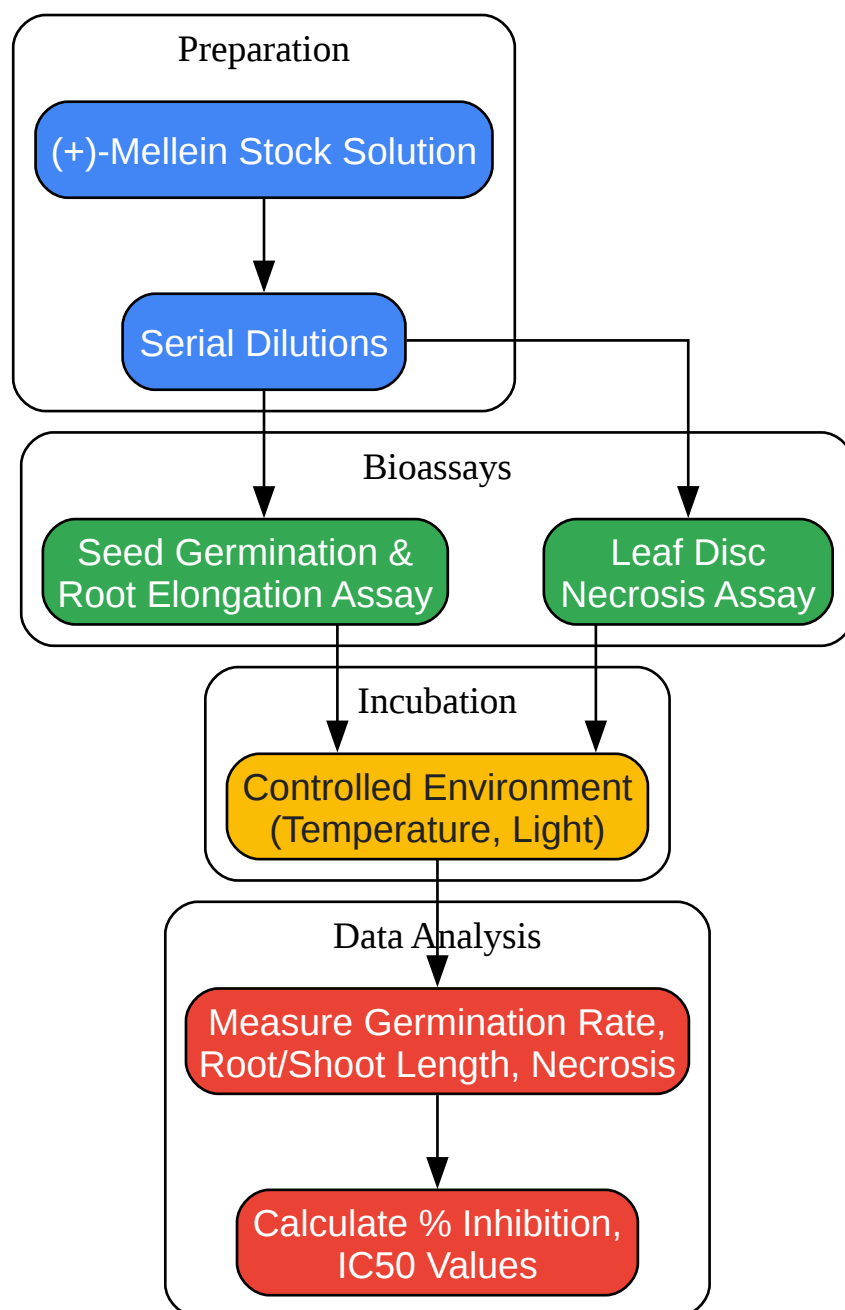 Preparation
(+)-Mellein Stock Solution
Serial Dilutions
Bioassays
Seed Germination &
Root Elongation Assay
Leaf Disc
Necrosis Assay
Incubation
Controlled Environment
(Temperature, Light)
Data Analysis
Measure Germination Rate,
Root/Shoot Length, Necrosis
Calculate % Inhibition,
IC50 Values